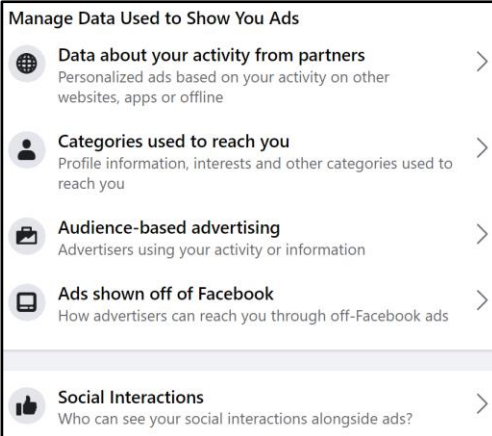 Manage Data Used to Show You Ads
Data about your activity from partners
Personalized ads based on your activity on other
websites, apps or offline
Categories used to reach you
Profile information, interests and other categories used to
reach you
Audience-based advertising
Advertisers using your activity or information
Ads shown off of Facebook
How advertisers can reach you through off-Facebook ads
Social Interactions
Who can see your social interactions alongside ads?